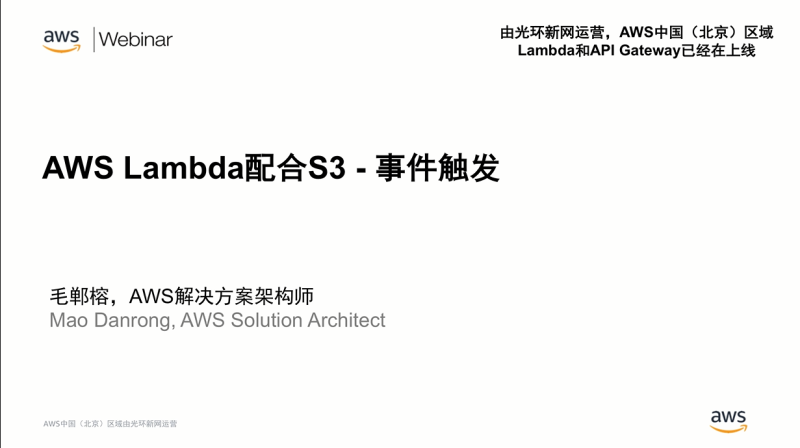 aws Webinar
由光环新网运营，AWS中国（北京）区域
Lambda和API Gateway已经在上线
AWS Lambda配合S3 - 事件触发
毛郸榕，AWS解决方案架构师
Mao Danrong, AWS Solution Architect
AWS中国（北京）区域由光环新网运营
aws